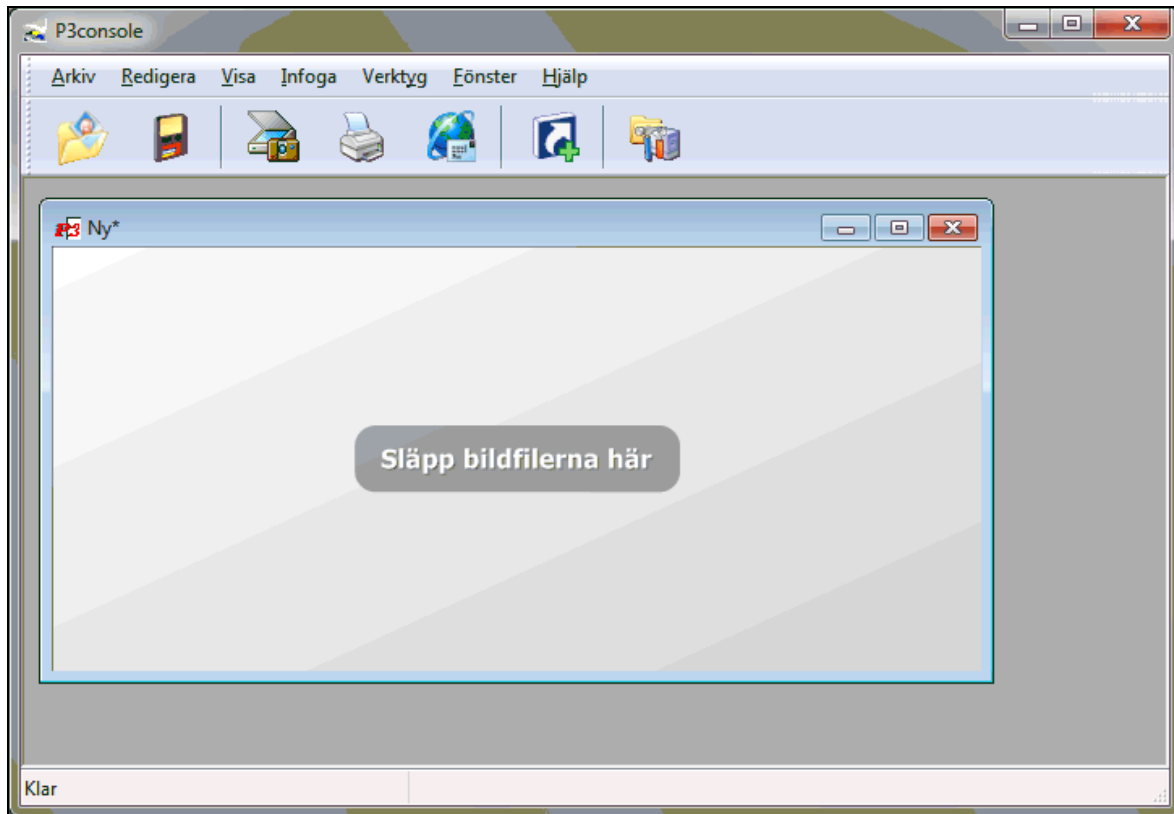 P3console
Arkiv Redigera Visa Infoga Verktyg Fönster Hjälp
P3 Ny*
Släpp bildfilerna här
Klar